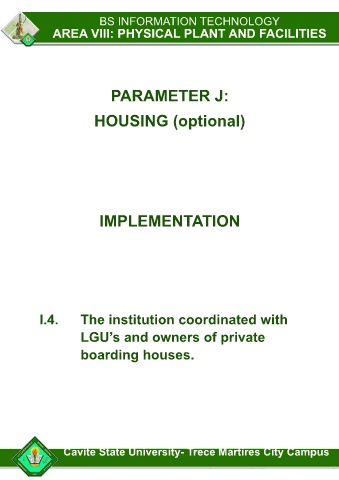 BS INFORMATION TECHNOLOGY
AREA VIII: PHYSICAL PLANT AND FACILITIES
PARAMETER J:
HOUSING (optional)
IMPLEMENTATION
I.4. The institution coordinated with
LGU's and owners of private
boarding houses.
Cavite State University- Trece Martires City Campus